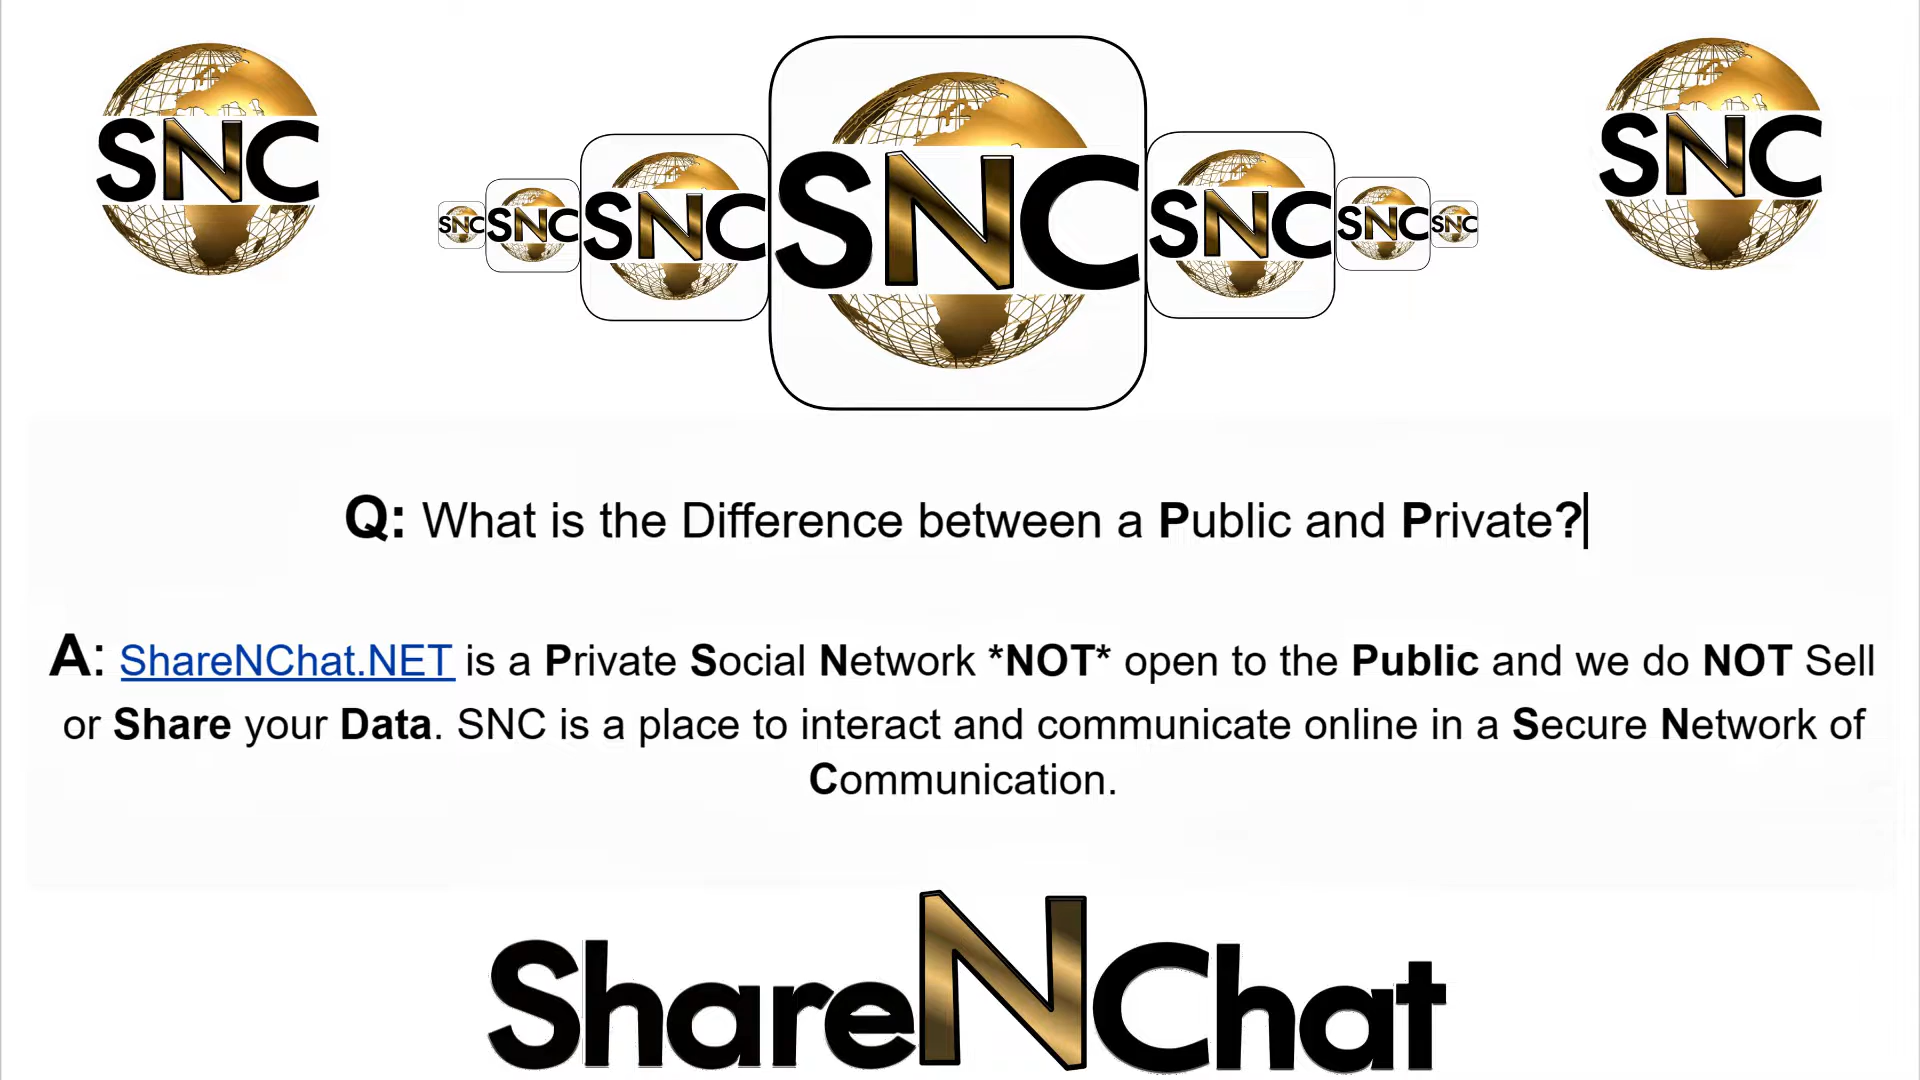 SNC
SNC
SNC
SNC
SNC
SNC
SNC
SNC
SNC
Q: What is the Difference between a Public and Private?
A: ShareNChat.NET is a Private Social Network *NOT* open to the Public and we do NOT Sell
or Share your Data. SNC is a place to interact and communicate online in a Secure Network of
Communication.
ShareNChat